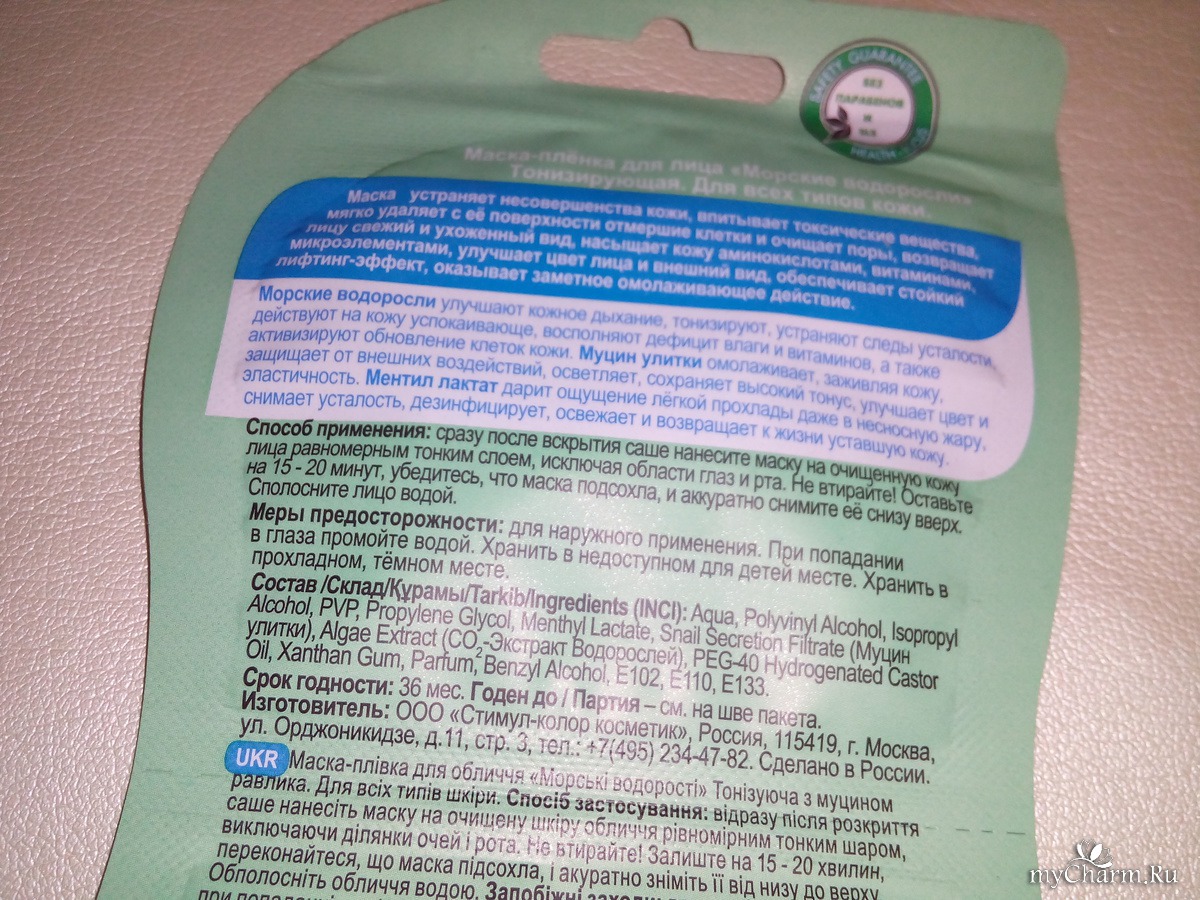 SAFETY GUARANTEE
БЕЗ
ПАРАБЕНОВ
И
HEALTH
Маска-плёнка для лица «Морские водоросли»
Тонизирующая. Для всех типов кожи.
Маска устраняет несовершенства кожи, впитывает токсические вещества,
мягко удаляет с её поверхности отмершие клетки и очищает поры, возвращает
лицу свежий и ухоженный вид, насыщает кожу аминокислотами, витаминами,
микроэлементами, улучшает цвет лица и внешний вид, обеспечивает стойкий
лифтинг-эффект, оказывает заметное омолаживающее действие.
Морские водоросли улучшают кожное дыхание, тонизируют, устраняют следы усталости,
действуют на кожу успокаивающе, восполняют дефицит влаги и витаминов, а также
активизируют обновление клеток кожи. Муцин улитки омолаживает, заживляя кожу,
защищает от внешних воздействий, осветляет, сохраняет высокий тонус, улучшает цвет и
эластичность. Ментил лактат дарит ощущение лёгкой прохлады даже в несносную жару,
снимает усталость, дезинфицирует, освежает и возвращает к жизни уставшую кожу.
Способ применения: сразу после вскрытия саше нанесите маску на очищенную кожу
лица равномерным тонким слоем, исключая области глаз и рта. Не втирайте! Оставьте
на 15 - 20 минут, убедитесь, что маска подсохла, и аккуратно снимите её снизу вверх.
Сполосните лицо водой.
Меры предосторожности: для наружного применения. При попадании
в глаза промойте водой. Хранить в недоступном для детей месте. Хранить в
прохладном, тёмном месте.
Состав /Склад/Құрамы/Tarkib/Ingredients (INCI): Aqua, Polyvinyl Alcohol, Isopropyl
Alcohol, PVP, Propylene Glycol, Menthyl Lactate, Snail Secretion Filtrate (Муцин
улитки), Algae Extract (CO₂-Экстракт Водорослей), PEG-40 Hydrogenated Castor
Oil, Xanthan Gum, Parfum, Benzyl Alcohol, E102, E110, E133.
Срок годности: 36 мес. Годен до / Партия – см. на шве пакета.
Изготовитель: ООО «Стимул-колор косметик», Россия, 115419, г. Москва,
ул. Орджоникидзе, д.11, стр. 3, тел.: +7(495) 234-47-82. Сделано в России.
UKR Маска-плівка для обличчя «Морські водорості» Тонізуюча з муцином
равлика. Для всіх типів шкіри. Спосіб застосування: відразу після розкриття
саше нанесіть маску на очищену шкіру обличчя рівномірним тонким шаром,
виключаючи ділянки очей і рота. Не втирайте! Залиште на 15 - 20 хвилин,
переконайтеся, що маска підсохла, і акуратно зніміть її від низу до верху.
Обполосніть обличчя водою. Запобіжні заходи:
при попаданні
myCharm.Ru